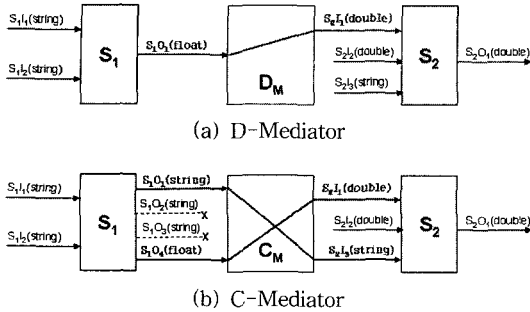 S₁I₁(string)
S₁I₂(string)
S₁
S₁O₁(float)
D_M
S₂I₁(double)
S₂I₂(double)
S₂I₃(string)
S₂
S₂O₁(double)
(a) D-Mediator
S₁I₁(string)
S₁I₂(string)
S₁
S₁O₁(string)
S₁O₂(string)
S₁O₃(string)
S₁O₄(float)
C_M
S₂I₁(double)
S₂I₂(double)
S₂I₃(string)
S₂
S₂O₁(double)
(b) C-Mediator